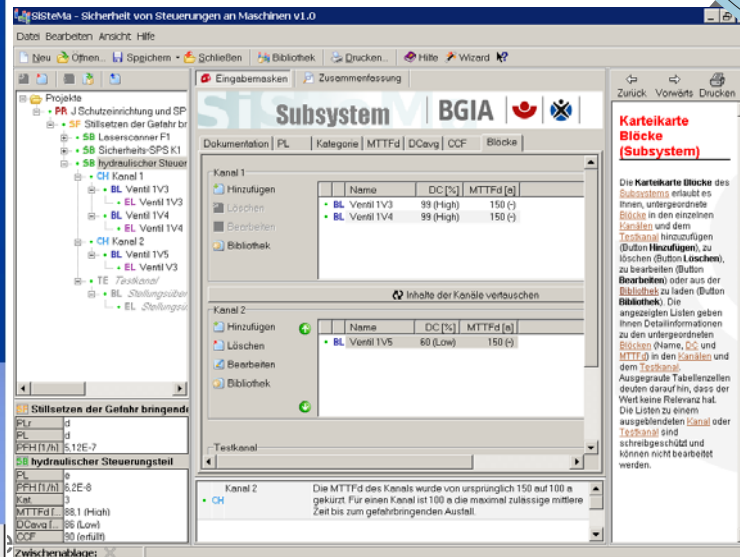 SiSteMa - Sicherheit von Steuerungen an Maschinen v1.0
Datei Bearbeiten Ansicht Hilfe
Neu Öffnen... Speichern Schließen Bibliothek Drucken... Hilfe Wizard
Eingabemasken Zusammenfassung
Zurück Vorwärts Drucken
Projekte
PR J Schutzeinrichtung und SP
SF Stillsetzen der Gefahr br
SB Laserscanner F1
SB Sicherheits-SPS K1
SB hydraulischer Steuer
CH Kanal 1
BL Ventil 1V3
EL Ventil 1V3
BL Ventil 1V4
EL Ventil 1V4
CH Kanal 2
BL Ventil 1V5
EL Ventil V3
TE Testkanal
BL Stellungsüber
EL Stellungsü
SiSteMa
Subsystem
BGIA
Dokumentation PL Kategorie MTTFd DCavg CCF Blöcke
Kanal 1
Hinzufügen
Löschen
Bearbeiten
Bibliothek
Name DC [%] MTTFd [a]
BL Ventil 1V3 99 (High) 150 (-)
BL Ventil 1V4 99 (High) 150 (-)
Inhalte der Kanäle vertauschen
Kanal 2
Hinzufügen
Löschen
Bearbeiten
Bibliothek
Name DC [%] MTTFd [a]
BL Ventil 1V5 60 (Low) 150 (-)
Testkanal
Karteikarte
Blöcke
(Subsystem)
Die Karteikarte Blöcke des
Subsystems erlaubt es
Ihnen, untergeordnete
Blöcke in den einzelnen
Kanälen und dem
Testkanal hinzuzufügen
(Button Hinzufügen), zu
löschen (Button Löschen),
zu bearbeiten (Button
Bearbeiten) oder aus der
Bibliothek zu laden (Button
Bibliothek). Die
angezeigten Listen geben
Ihnen Detailinformationen
zu den untergeordneten
Blöcken (Name, DC und
MTTFd) in den Kanälen und
dem Testkanal.
Ausgegraute Tabellenzellen
deuten darauf hin, dass der
Wert keine Relevanz hat.
Die Listen zu einem
ausgeblendeten Kanal oder
Testkanal sind
schreibgeschützt und
können nicht bearbeitet
werden.
Stillsetzen der Gefahr bringende
PLr d
PL d
PFH [1/h] 5,12E-7
SB hydraulischer Steuerungsteil
PL e
PFH [1/h] 6,2E-8
Kat. 3
MTTFd [... 88,1 (High)
DCavg [... 86 (Low)
CCF 90 (erfüllt)
Kanal 2
CH
Die MTTFd des Kanals wurde von ursprünglich 150 auf 100 a
gekürzt. Für einen Kanal ist 100 a die maximal zulässige mittlere
Zeit bis zum gefahrbringenden Ausfall.
Zwischenablage: